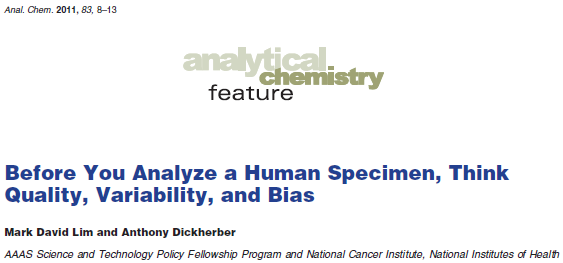 Anal. Chem. 2011, 83, 8–13
analytical
chemistry
feature
Before You Analyze a Human Specimen, Think
Quality, Variability, and Bias
Mark David Lim and Anthony Dickherber
AAAS Science and Technology Policy Fellowship Program and National Cancer Institute, National Institutes of Health